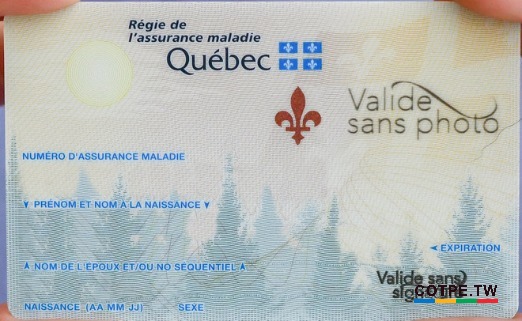 Régie de
l'assurance maladie
Québec
Valide
sans photo
NUMÉRO D'ASSURANCE MALADIE
PRÉNOM ET NOM À LA NAISSANCE
EXPIRATION
NOM DE L'ÉPOUX ET/OU NO SÉQUENTIEL
Valide sans
signature
COTPE.TW
NAISSANCE (AA MM JJ) SEXE